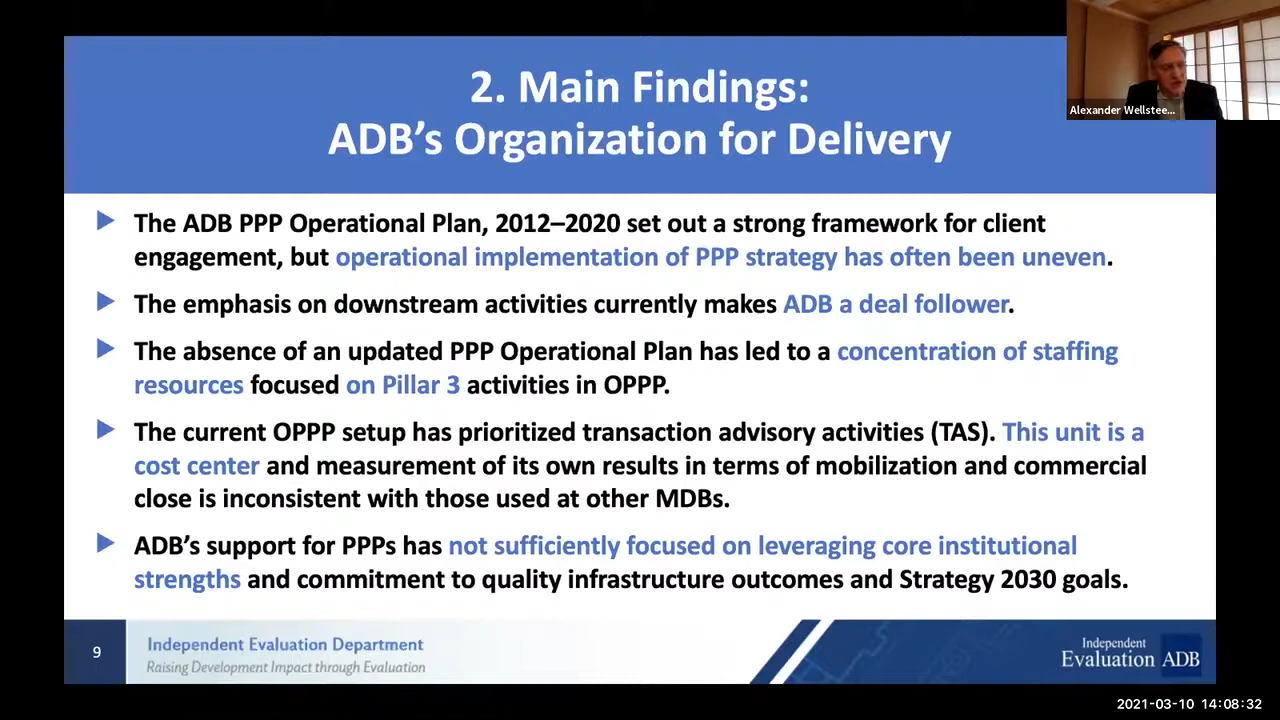 2. Main Findings:
ADB's Organization for Delivery
Alexander Wellstee...
The ADB PPP Operational Plan, 2012–2020 set out a strong framework for client
engagement, but operational implementation of PPP strategy has often been uneven.
The emphasis on downstream activities currently makes ADB a deal follower.
The absence of an updated PPP Operational Plan has led to a concentration of staffing
resources focused on Pillar 3 activities in OPPP.
The current OPPP setup has prioritized transaction advisory activities (TAS). This unit is a
cost center and measurement of its own results in terms of mobilization and commercial
close is inconsistent with those used at other MDBs.
ADB's support for PPPs has not sufficiently focused on leveraging core institutional
strengths and commitment to quality infrastructure outcomes and Strategy 2030 goals.
9
Independent Evaluation Department
Raising Development Impact through Evaluation
Independent
Evaluation ADB
2021-03-10 14:08:32